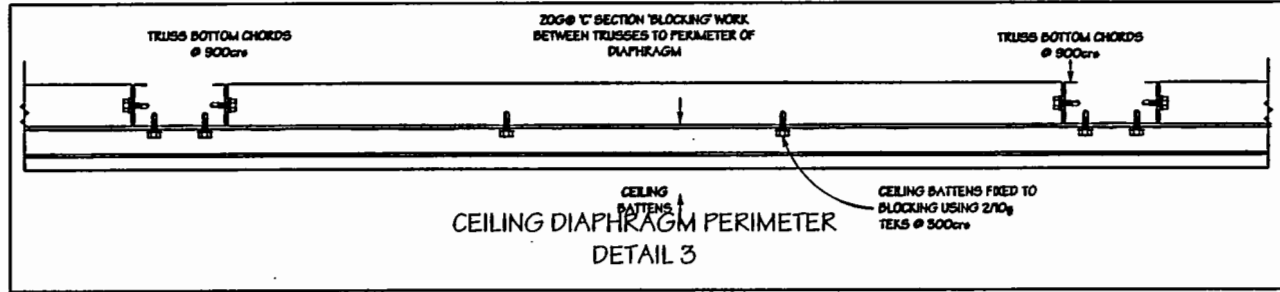 20G@ 'C' SECTION 'BLOCKING' WORK
BETWEEN TRUSSES TO PERIMETER OF
DIAPHRAGM
TRUSS BOTTOM CHORDS
@ 900crs
TRUSS BOTTOM CHORDS
@ 900crs
CEILING
BATTENS
CEILING BATTENS FIXED TO
BLOCKING USING 2/10g
TEKS @ 300crs
CEILING DIAPHRAGM PERIMETER
DETAIL 3